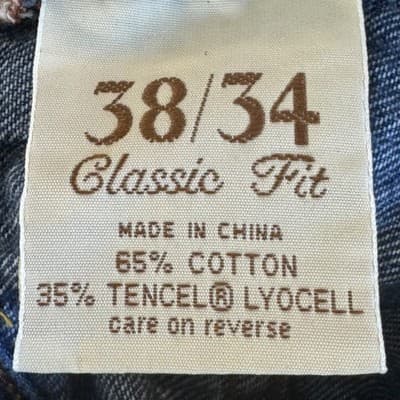 38/34
Classic Fit
MADE IN CHINA
65% COTTON
35% TENCEL® LYOCELL
care on reverse